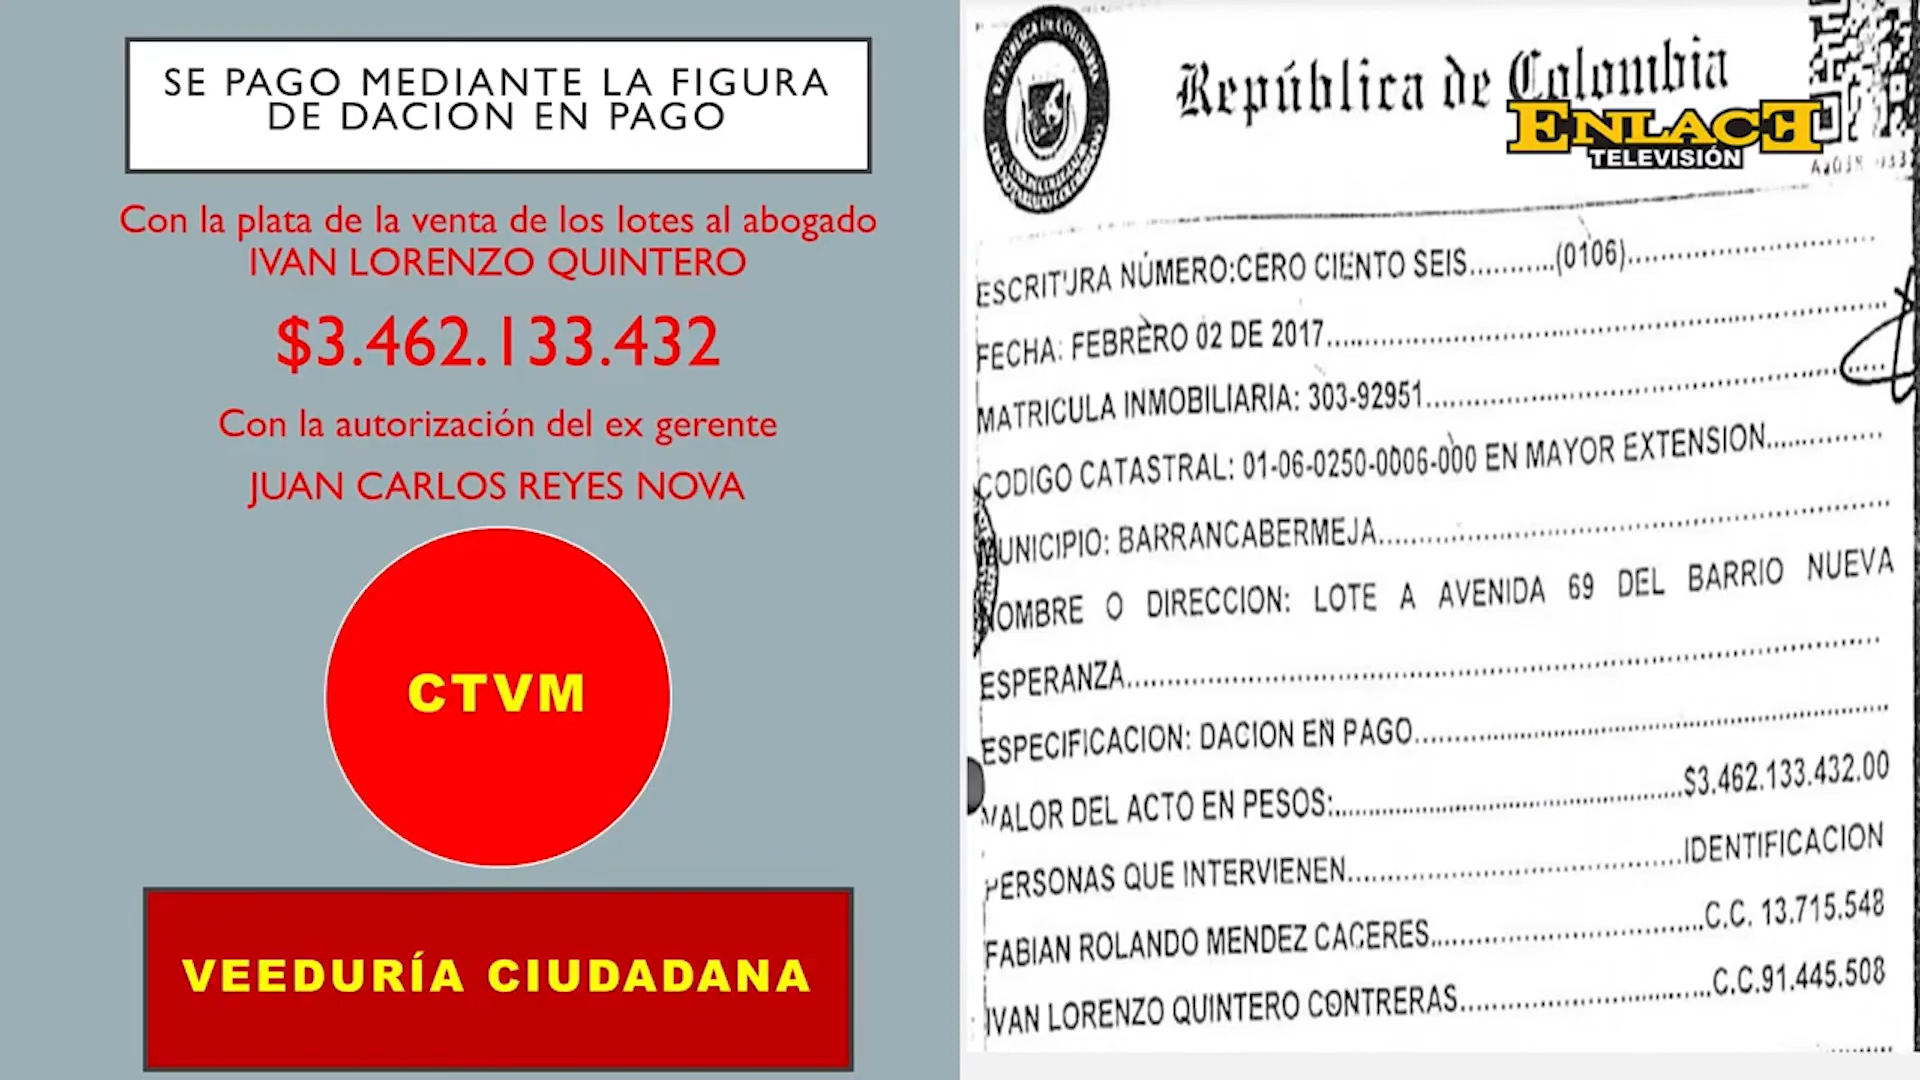 SE PAGO MEDIANTE LA FIGURA
DE DACION EN PAGO
Con la plata de la venta de los lotes al abogado
IVAN LORENZO QUINTERO
$3.462.133.432
Con la autorización del ex gerente
JUAN CARLOS REYES NOVA
CTVM
VEEDURÍA CIUDADANA
República de Colombia
ENLACE
TELEVISIÓN
ESCRITURA NÚMERO:CERO CIENTO SEIS...........(0106)..............................
FECHA: FEBRERO 02 DE 2017..............................
MATRICULA INMOBILIARIA: 303-92951..............................
CODIGO CATASTRAL: 01-06-0250-0006-000 EN MAYOR EXTENSION...............
MUNICIPIO: BARRANCABERMEJA..............................
NOMBRE O DIRECCION: LOTE A AVENIDA 69 DEL BARRIO NUEVA
ESPERANZA..............................
ESPECIFICACION: DACION EN PAGO..............................
VALOR DEL ACTO EN PESOS:..............................$3.462.133.432.00
PERSONAS QUE INTERVIENEN..............................IDENTIFICACION
FABIAN ROLANDO MENDEZ CACERES..............................C.C. 13.715.548
IVAN LORENZO QUINTERO CONTRERAS..............................C.C.91.445.508